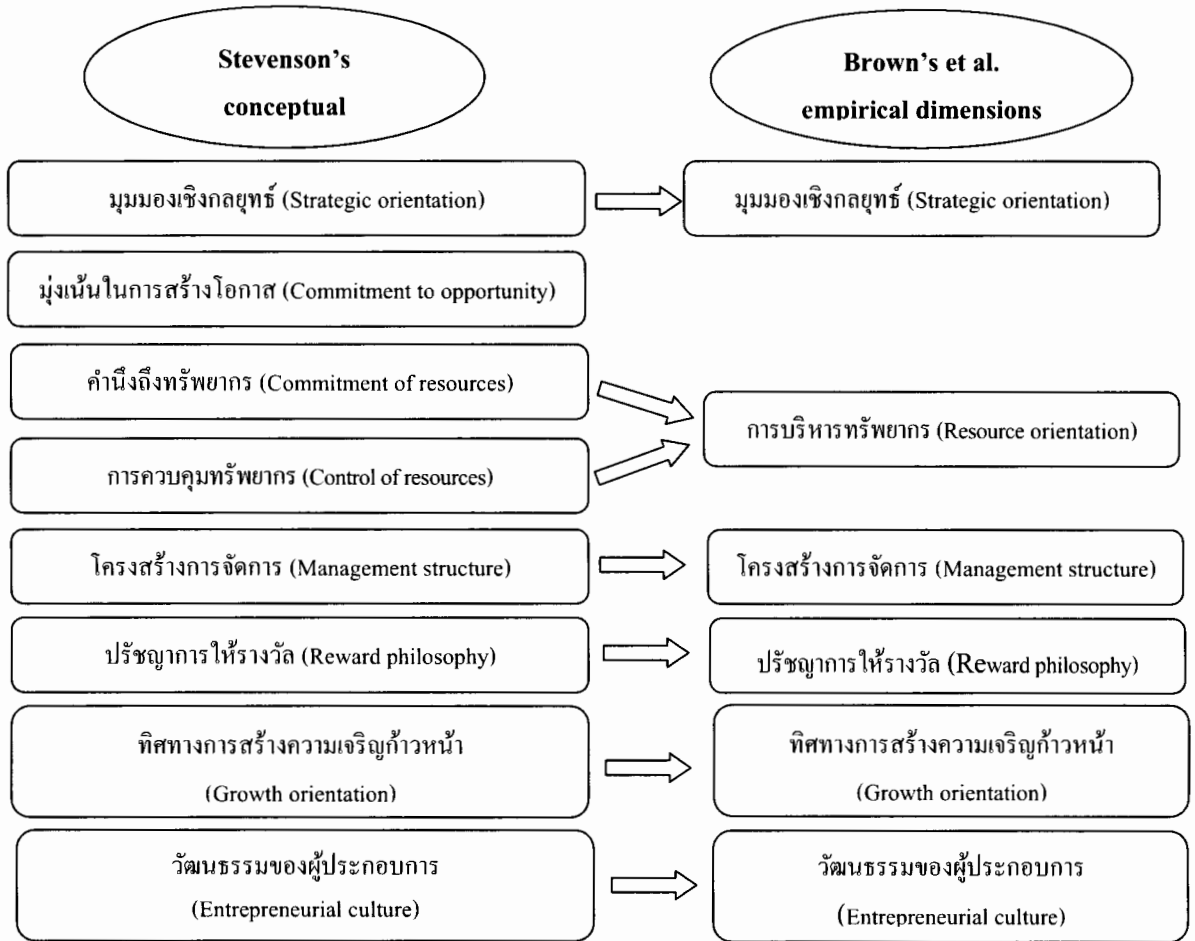 Stevenson's
conceptual
Brown's et al.
empirical dimensions
มุมมองเชิงกลยุทธ์ (Strategic orientation)
มุมมองเชิงกลยุทธ์ (Strategic orientation)
มุ่งเน้นในการสร้างโอกาส (Commitment to opportunity)
คำนึงถึงทรัพยากร (Commitment of resources)
การบริหารทรัพยากร (Resource orientation)
การควบคุมทรัพยากร (Control of resources)
โครงสร้างการจัดการ (Management structure)
โครงสร้างการจัดการ (Management structure)
ปรัชญาการให้รางวัล (Reward philosophy)
ปรัชญาการให้รางวัล (Reward philosophy)
ทิศทางการสร้างความเจริญก้าวหน้า
(Growth orientation)
ทิศทางการสร้างความเจริญก้าวหน้า
(Growth orientation)
วัฒนธรรมของผู้ประกอบการ
(Entrepreneurial culture)
วัฒนธรรมของผู้ประกอบการ
(Entrepreneurial culture)